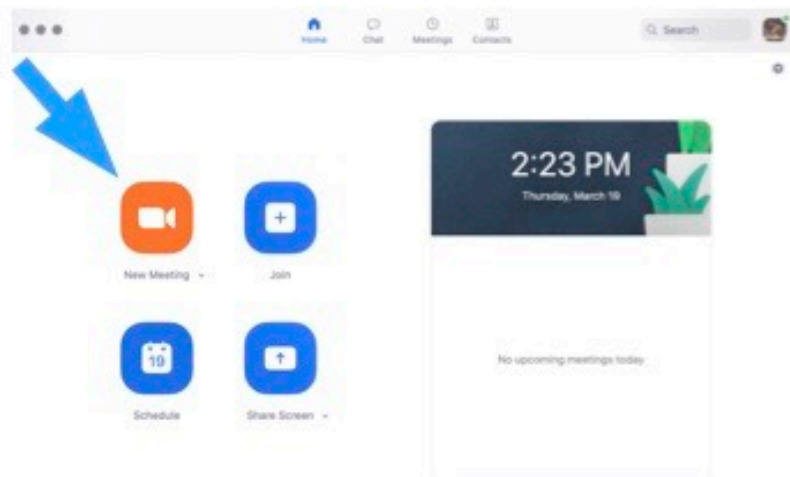 Home
Chat
Meetings
Contacts
Search
2:23 PM
Thursday, March 19
New Meeting
Join
19
Schedule
Share Screen
No upcoming meetings today